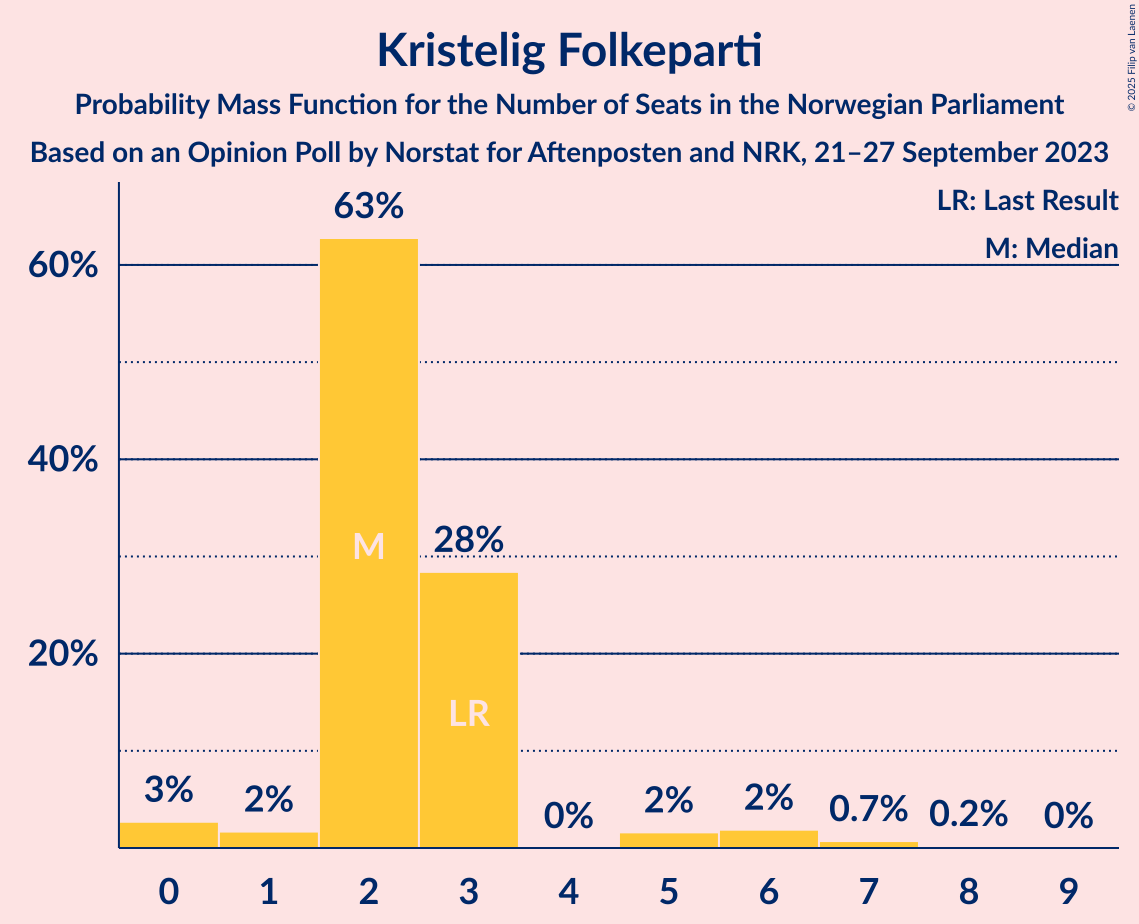 Kristelig Folkeparti
Probability Mass Function for the Number of Seats in the Norwegian Parliament
Based on an Opinion Poll by Norstat for Aftenposten and NRK, 21–27 September 2023
© 2025 Filip van Laenen
LR: Last Result
M: Median
60%
40%
20%
3%
2%
63%
28%
0%
2%
2%
0.7%
0.2%
0%
M
LR
0
1
2
3
4
5
6
7
8
9